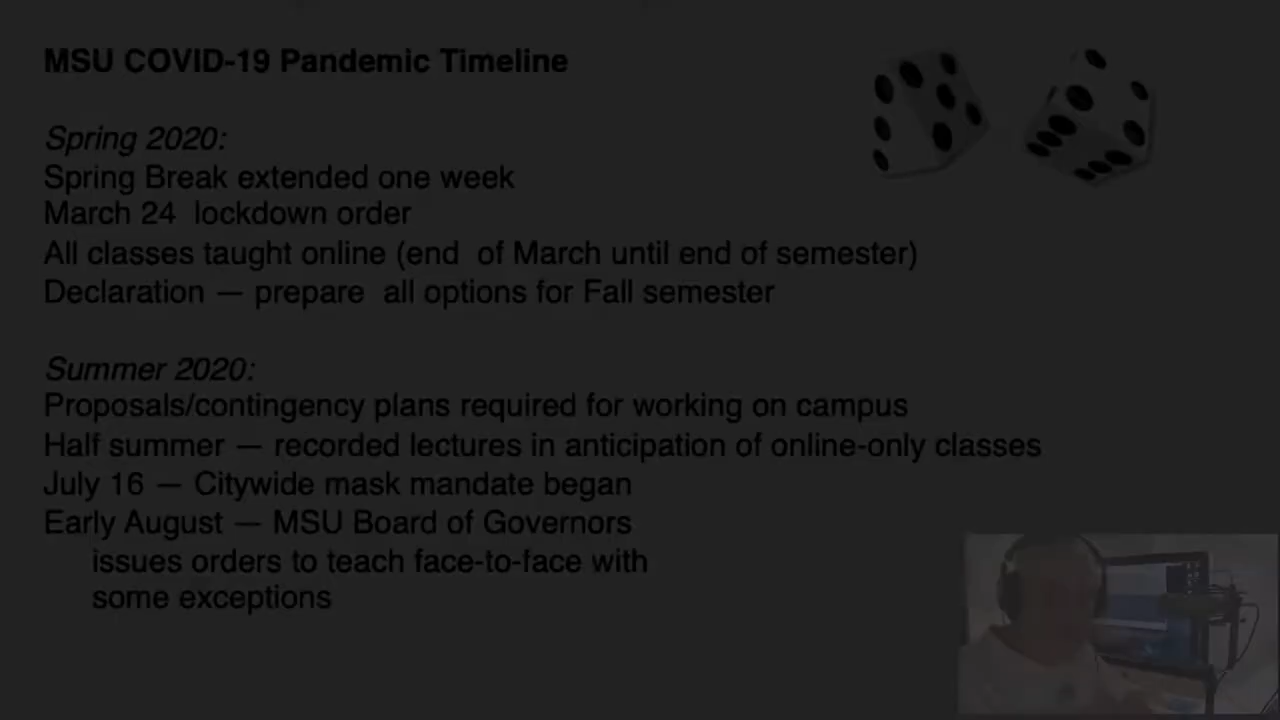 MSU COVID-19 Pandemic Timeline
Spring 2020:
Spring Break extended one week
March 24 lockdown order
All classes taught online (end of March until end of semester)
Declaration — prepare all options for Fall semester
Summer 2020:
Proposals/contingency plans required for working on campus
Half summer — recorded lectures in anticipation of online-only classes
July 16 — Citywide mask mandate began
Early August — MSU Board of Governors
issues orders to teach face-to-face with
some exceptions